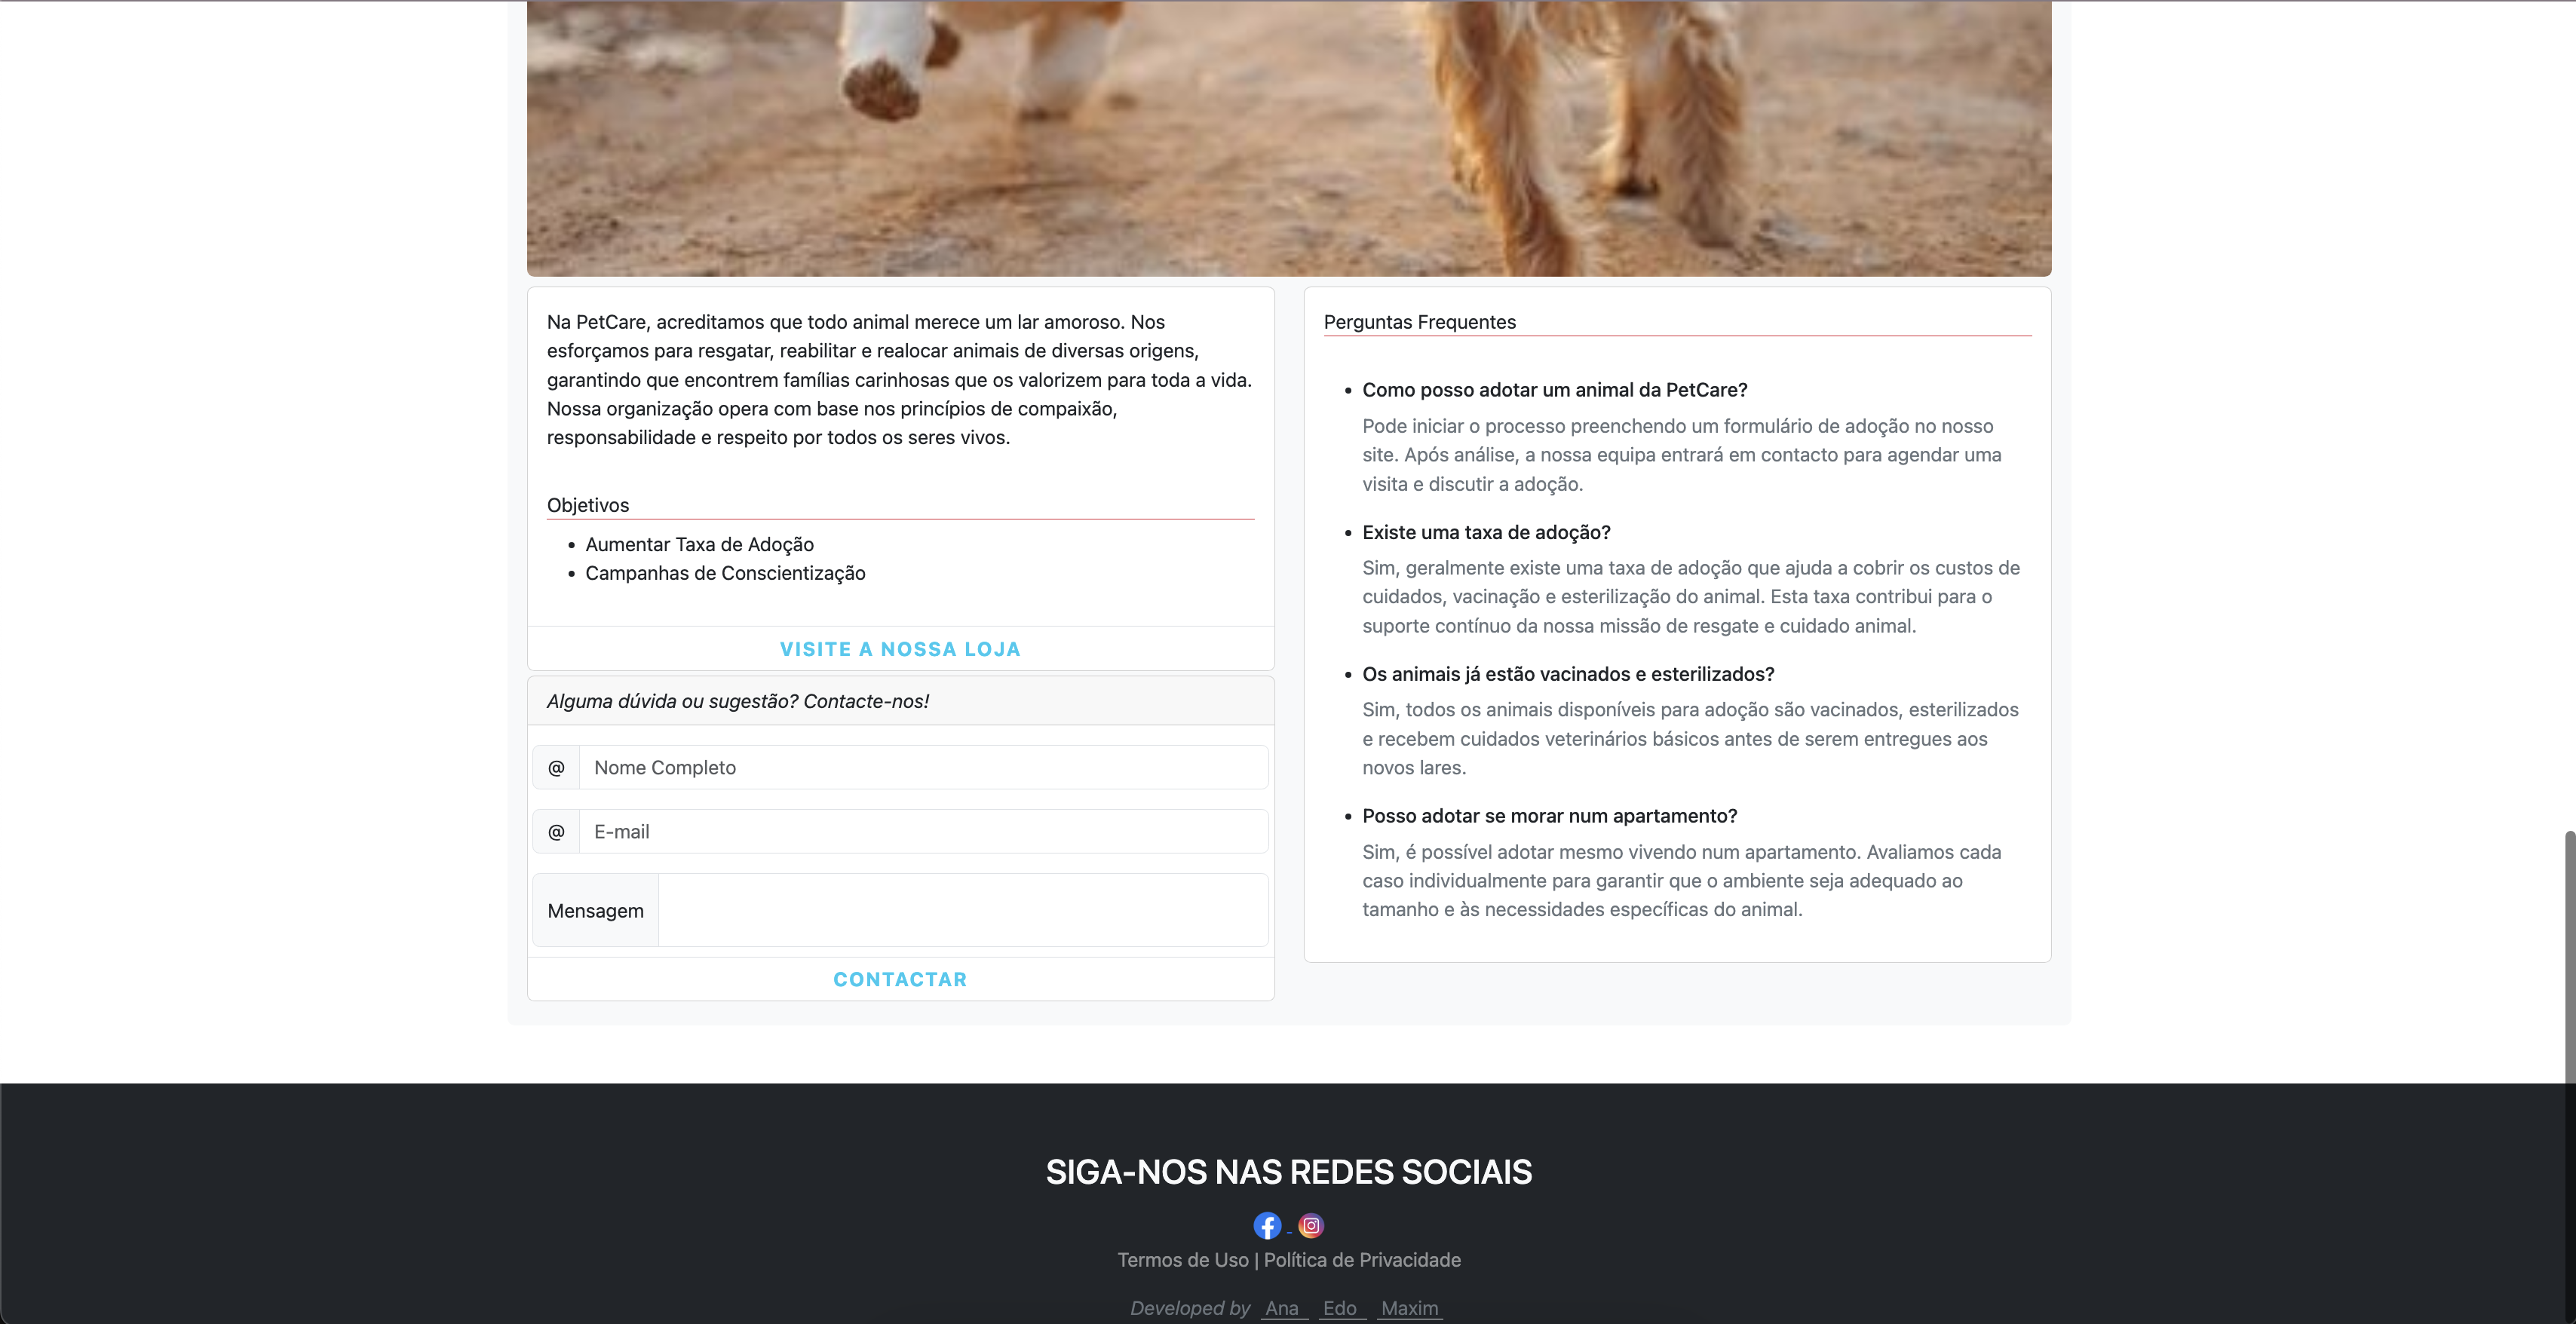 Na PetCare, acreditamos que todo animal merece um lar amoroso. Nos
esforçamos para resgatar, reabilitar e realocar animais de diversas origens,
garantindo que encontrem famílias carinhosas que os valorizem para toda a vida.
Nossa organização opera com base nos princípios de compaixão,
responsabilidade e respeito por todos os seres vivos.
Objetivos
• Aumentar Taxa de Adoção
• Campanhas de Conscientização
VISITE A NOSSA LOJA
Alguma dúvida ou sugestão? Contacte-nos!
@ Nome Completo
@ E-mail
Mensagem
CONTACTAR
Perguntas Frequentes
• Como posso adotar um animal da PetCare?
Pode iniciar o processo preenchendo um formulário de adoção no nosso
site. Após análise, a nossa equipa entrará em contacto para agendar uma
visita e discutir a adoção.
• Existe uma taxa de adoção?
Sim, geralmente existe uma taxa de adoção que ajuda a cobrir os custos de
cuidados, vacinação e esterilização do animal. Esta taxa contribui para o
suporte contínuo da nossa missão de resgate e cuidado animal.
• Os animais já estão vacinados e esterilizados?
Sim, todos os animais disponíveis para adoção são vacinados, esterilizados
e recebem cuidados veterinários básicos antes de serem entregues aos
novos lares.
• Posso adotar se morar num apartamento?
Sim, é possível adotar mesmo vivendo num apartamento. Avaliamos cada
caso individualmente para garantir que o ambiente seja adequado ao
tamanho e às necessidades específicas do animal.
SIGA-NOS NAS REDES SOCIAIS
Termos de Uso | Política de Privacidade
Developed by Ana Edo Maxim